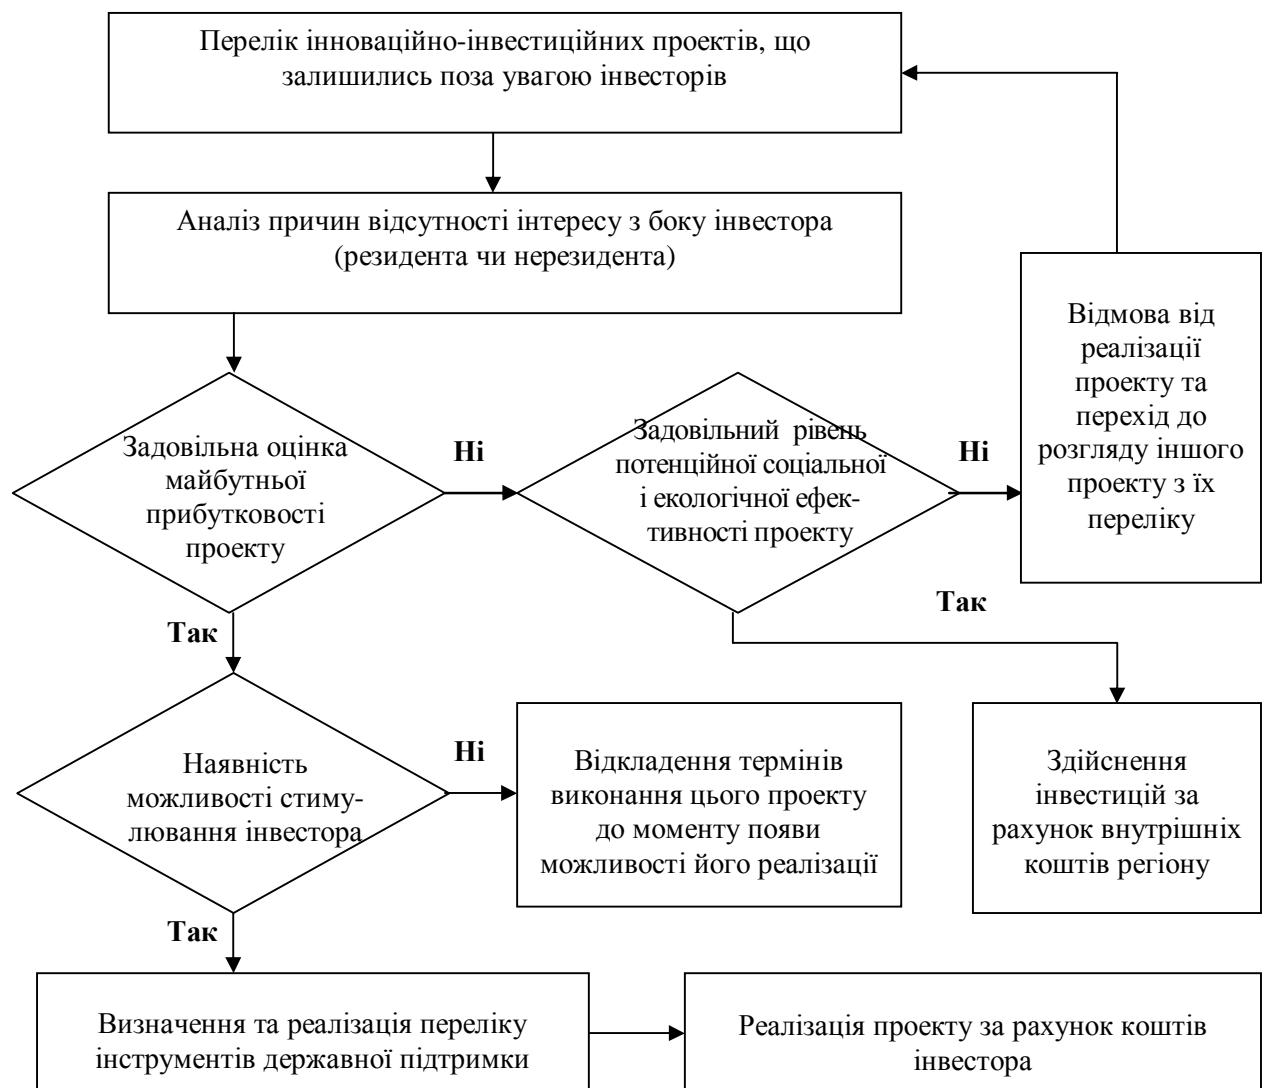 Перелік інноваційно-інвестиційних проектів, що
залишились поза увагою інвесторів
Аналіз причин відсутності інтересу з боку інвестора
(резидента чи нерезидента)
Відмова від
реалізації
проекту та
перехід до
розгляду іншого
проекту з їх
переліку
Задовільна оцінка
майбутньої
прибутковості
проекту
Ні
Задовільний рівень
потенційної соціальної
і екологічної ефек-
тивності проекту
Ні
Так
Так
Наявність
можливості стиму-
лювання інвестора
Ні
Відкладення термінів
виконання цього проекту
до моменту появи
можливості його реалізації
Здійснення
інвестицій за
рахунок внутрішніх
коштів регіону
Так
Визначення та реалізація переліку
інструментів державної підтримки
Реалізація проекту за рахунок коштів
інвестора